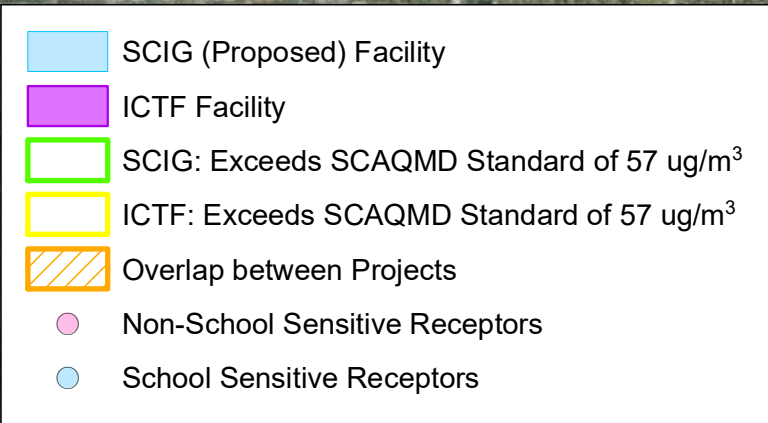 SCIG (Proposed) Facility
ICTF Facility
SCIG: Exceeds SCAQMD Standard of 57 ug/m³
ICTF: Exceeds SCAQMD Standard of 57 ug/m³
Overlap between Projects
Non-School Sensitive Receptors
School Sensitive Receptors